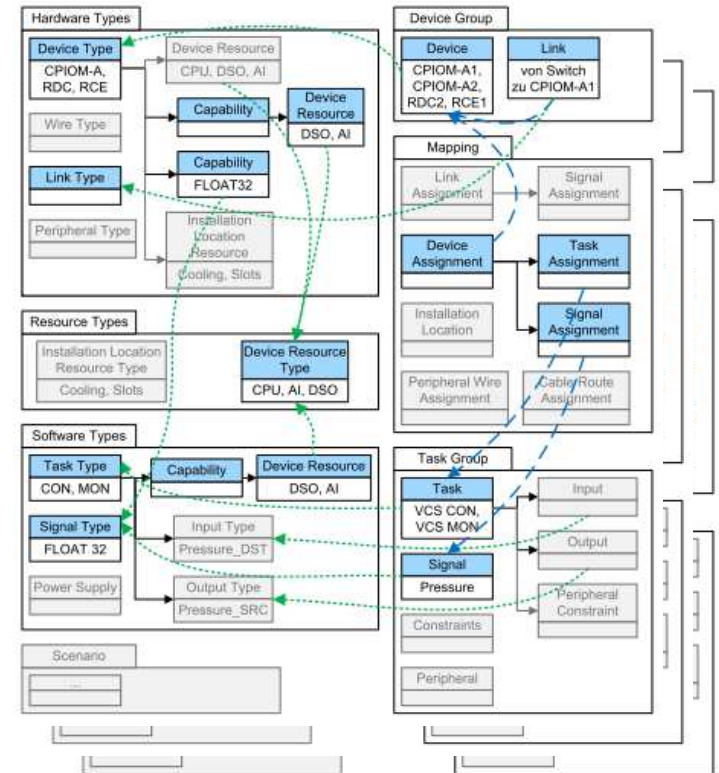 Hardware Types
Device Type
CPIOM-A,
RDC, RCE
Device Resource
CPU, DSO, AI
Capability
Device
Resource
DSO, AI
Wire Type
Capability
FLOAT32
Link Type
Peripheral Type
Installation
Location
Resource
Cooling, Slots
Resource Types
Installation Location
Resource Type
Cooling, Slots
Device Resource
Type
CPU, AI, DSO
Software Types
Task Type
CON, MON
Capability
Device Resource
DSO, AI
Signal Type
FLOAT 32
Input Type
Pressure_DST
Power Supply
Output Type
Pressure_SRC
Scenario
...
Device Group
Device
CPIOM-A1,
CPIOM-A2,
RDC2, RCE1
Link
von Switch
zu CPIOM-A1
Mapping
Link
Assignment
Signal
Assignment
Device
Assignment
Task
Assignment
Installation
Location
Signal
Assignment
Peripheral Wire
Assignment
Cable/Route
Assignment
Task Group
Task
VCS CON,
VCS MON
Input
Output
Signal
Pressure
Peripheral
Constraint
Constraints
Peripheral